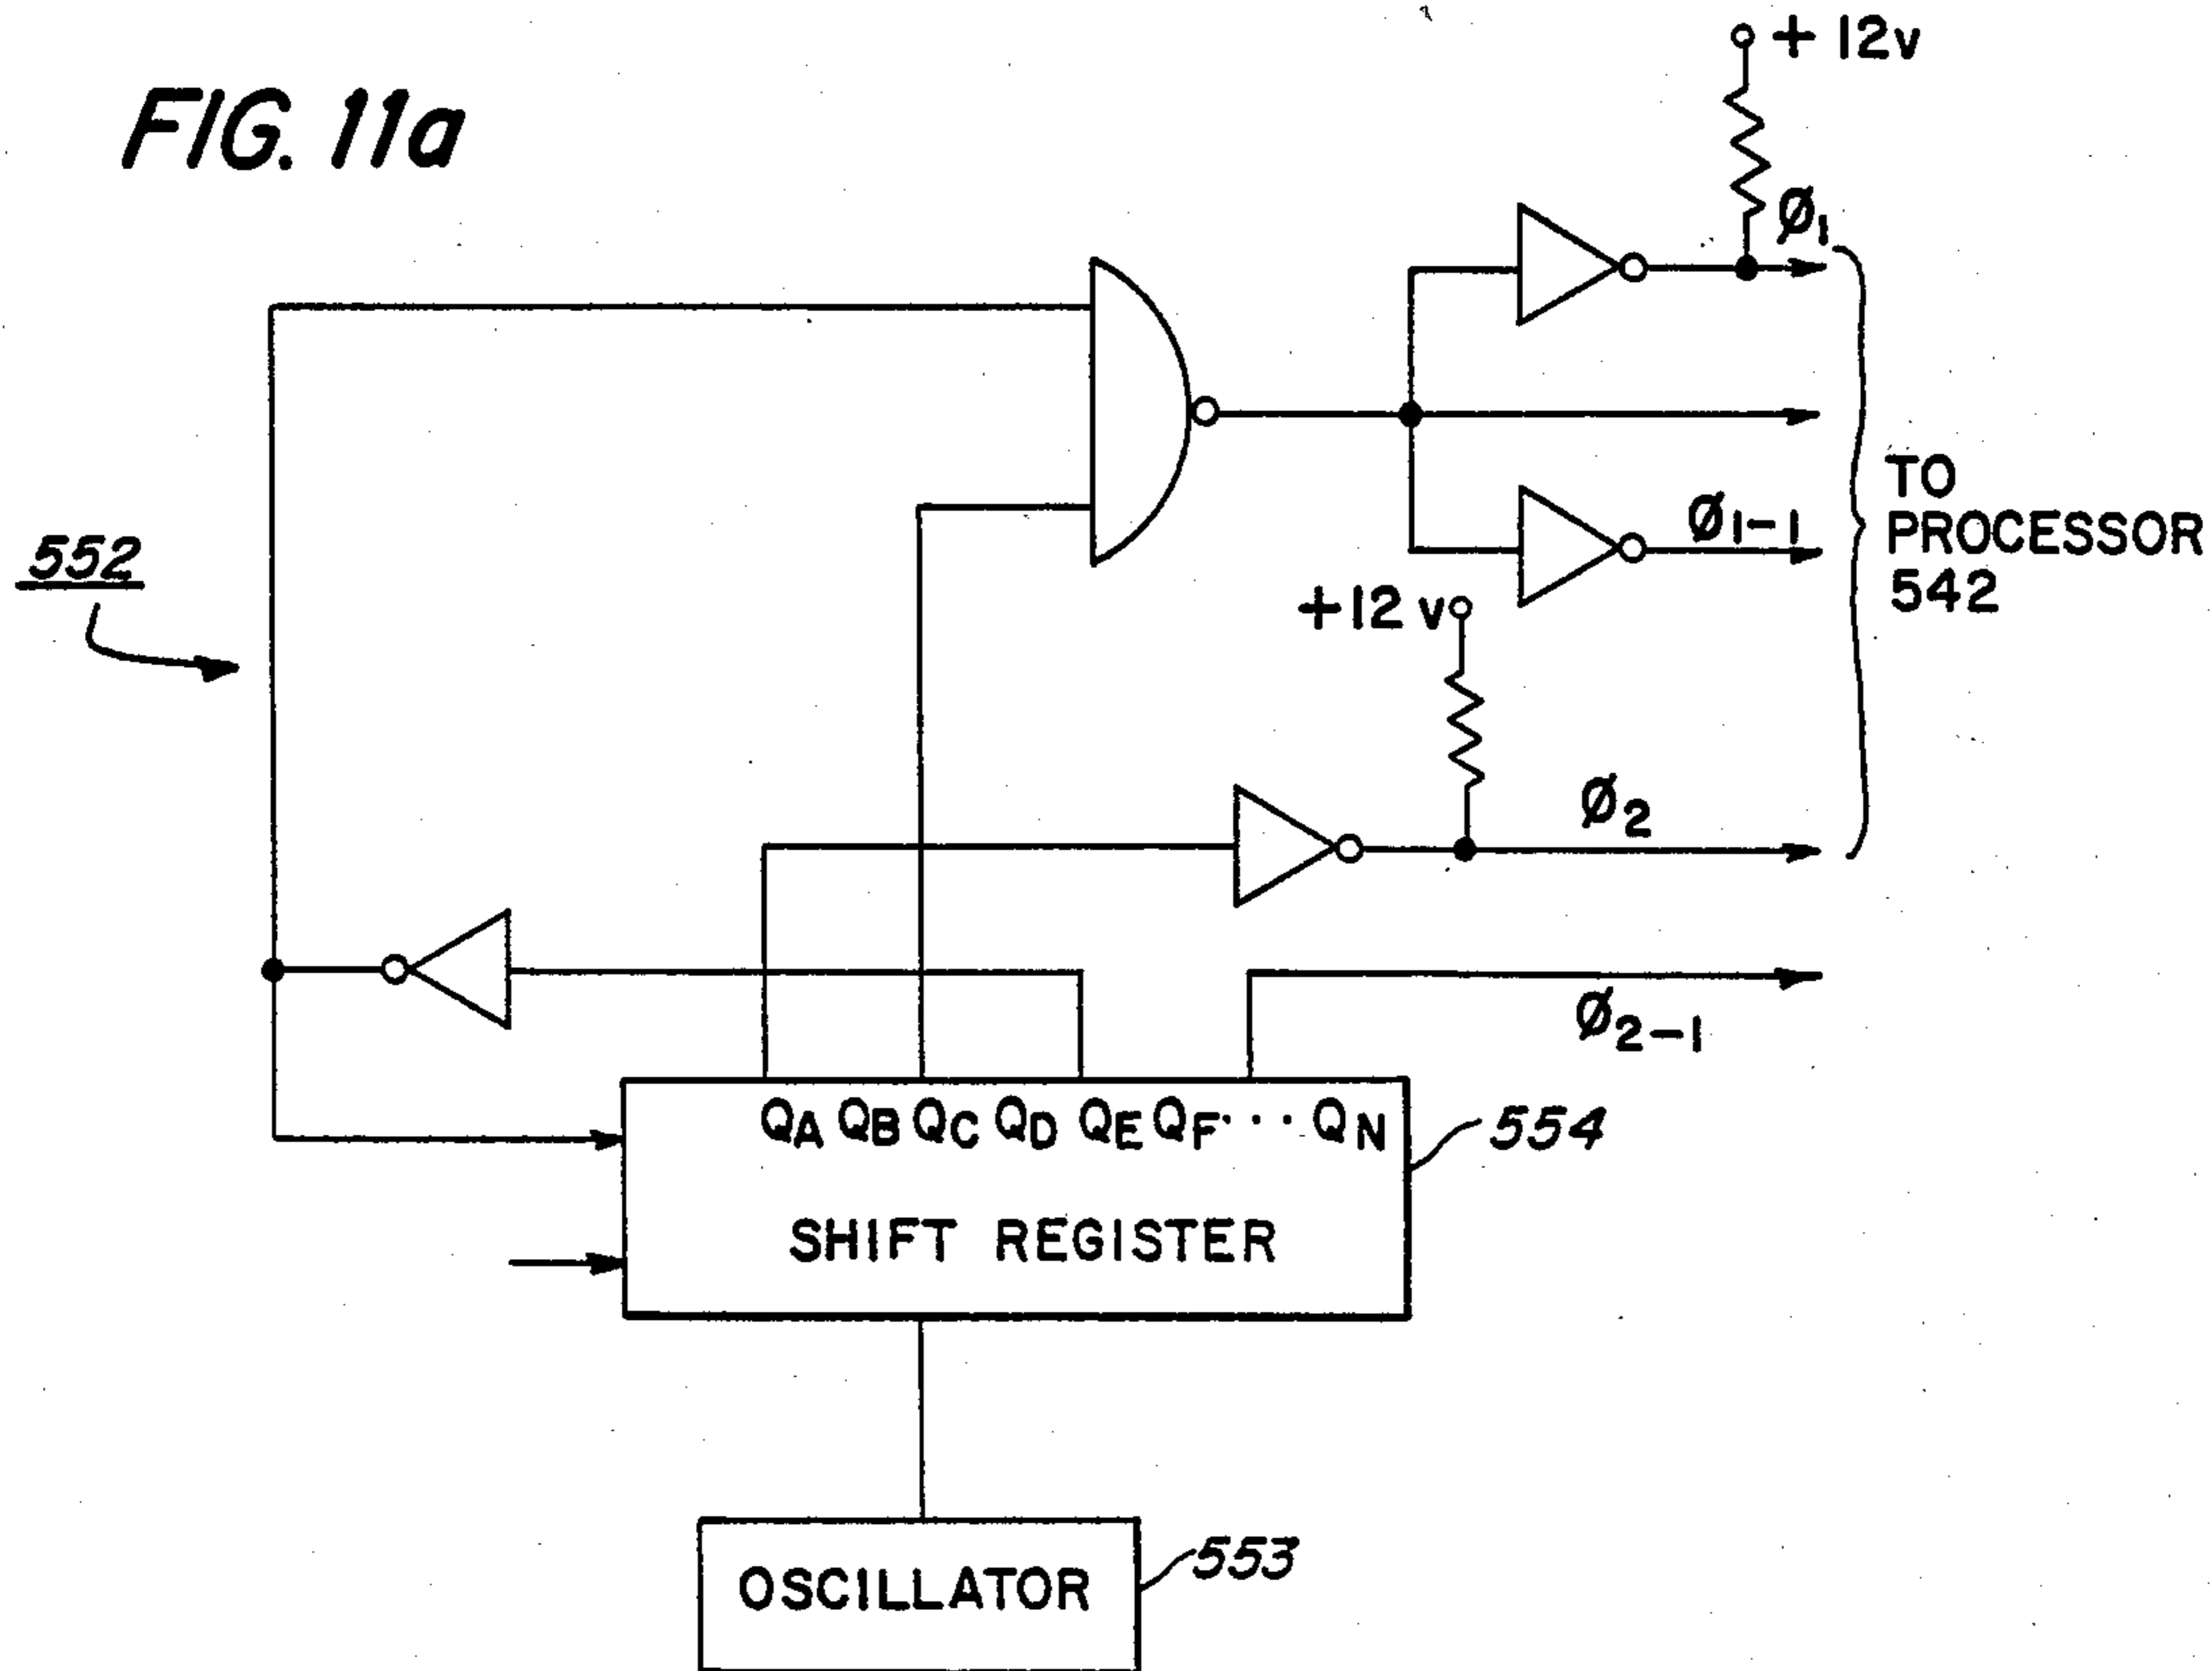 FIG. 11a
+12v
Ø1
TO
PROCESSOR
542
Ø1-1
552
+12 v
Ø2
Ø2-1
QA QB QC QD QE QF... QN
554
SHIFT REGISTER
OSCILLATOR
553